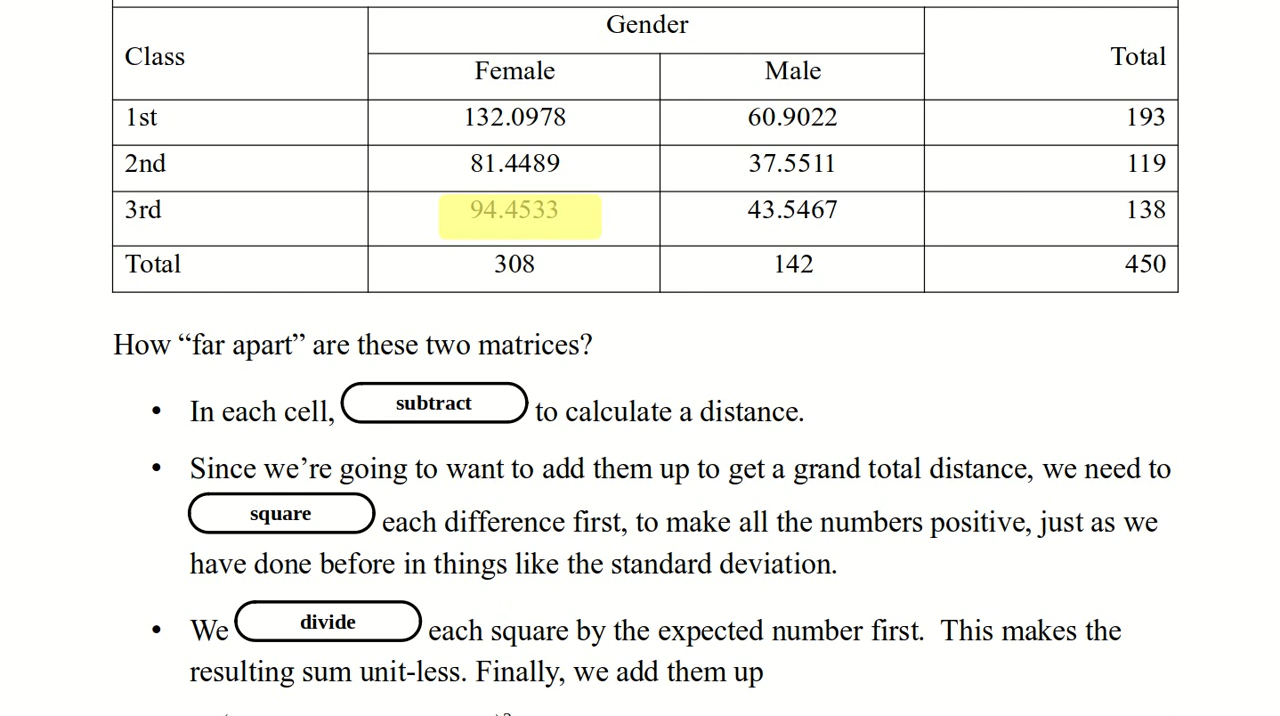 Gender
Class Total
Female Male
1st 132.0978 60.9022 193
2nd 81.4489 37.5511 119
3rd 94.4533 43.5467 138
Total 308 142 450
How “far apart” are these two matrices?
• In each cell, subtract to calculate a distance.
• Since we’re going to want to add them up to get a grand total distance, we need to
square each difference first, to make all the numbers positive, just as we
have done before in things like the standard deviation.
• We divide each square by the expected number first. This makes the
resulting sum unit-less. Finally, we add them up